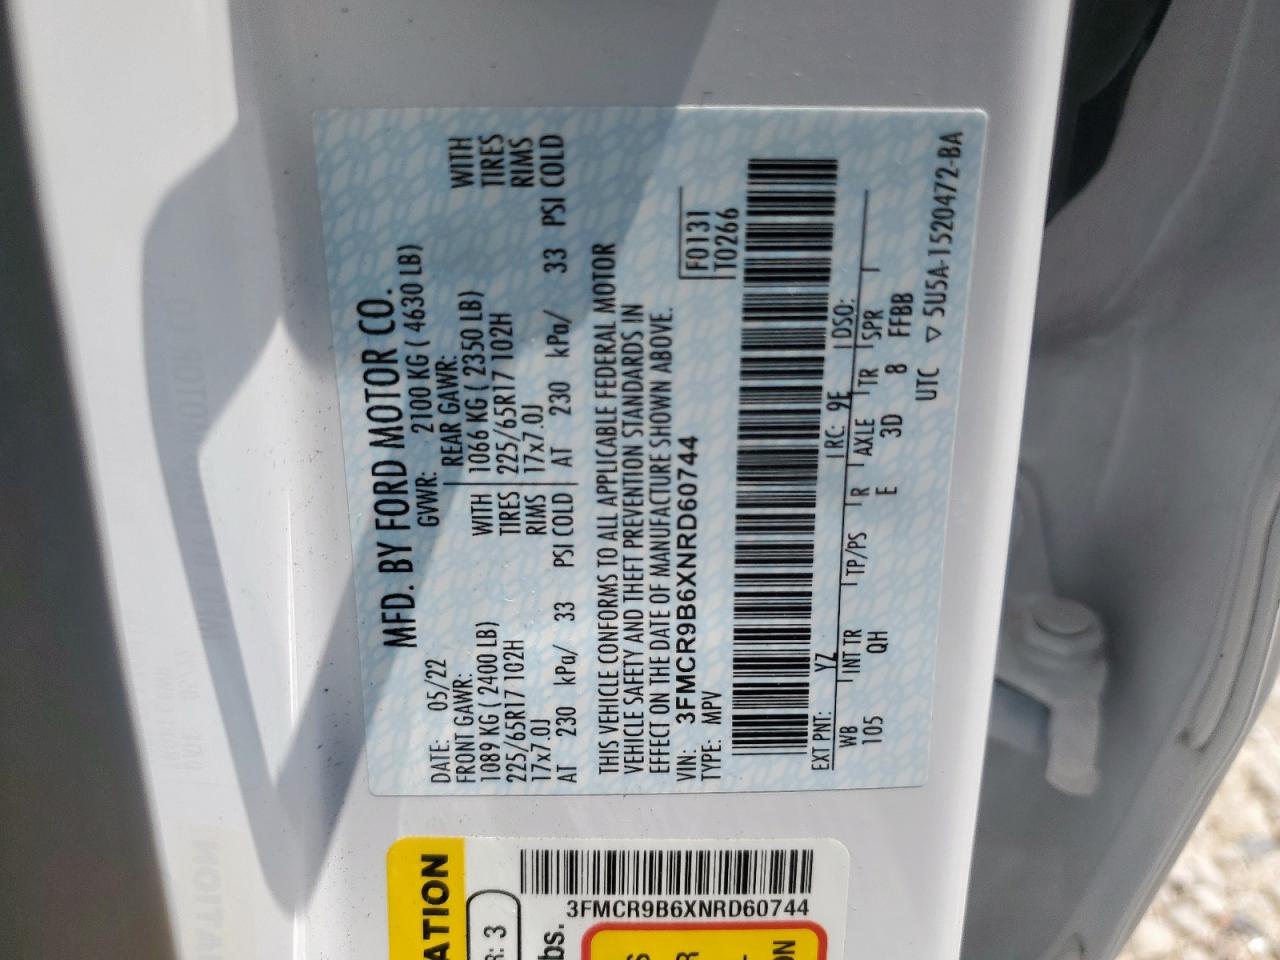 MFD. BY FORD MOTOR CO.
DATE: 05/22 GVWR: 2100 KG ( 4630 LB)
FRONT GAWR: REAR GAWR:
1089 KG ( 2400 LB) WITH 1066 KG ( 2350 LB) WITH
225/65R17 102H TIRES 225/65R17 102H TIRES
17x7.0J RIMS 17x7.0J RIMS
AT 230 kPa/ 33 PSI COLD AT 230 kPa/ 33 PSI COLD
THIS VEHICLE CONFORMS TO ALL APPLICABLE FEDERAL MOTOR
VEHICLE SAFETY AND THEFT PREVENTION STANDARDS IN
EFFECT ON THE DATE OF MANUFACTURE SHOWN ABOVE.
VIN: 3FMCR9B6XNRD60744 F0131
TYPE: MPV T0266
EXT PNT: YZ RC: 9E DSO:
WB INT TR TP/PS R AXLE TR SPR
105 QH E 3D 8 FFBB
UTC ▽ 5U5A-1520472-BA
ATION
R: 3
bs.
3FMCR9B6XNRD60744